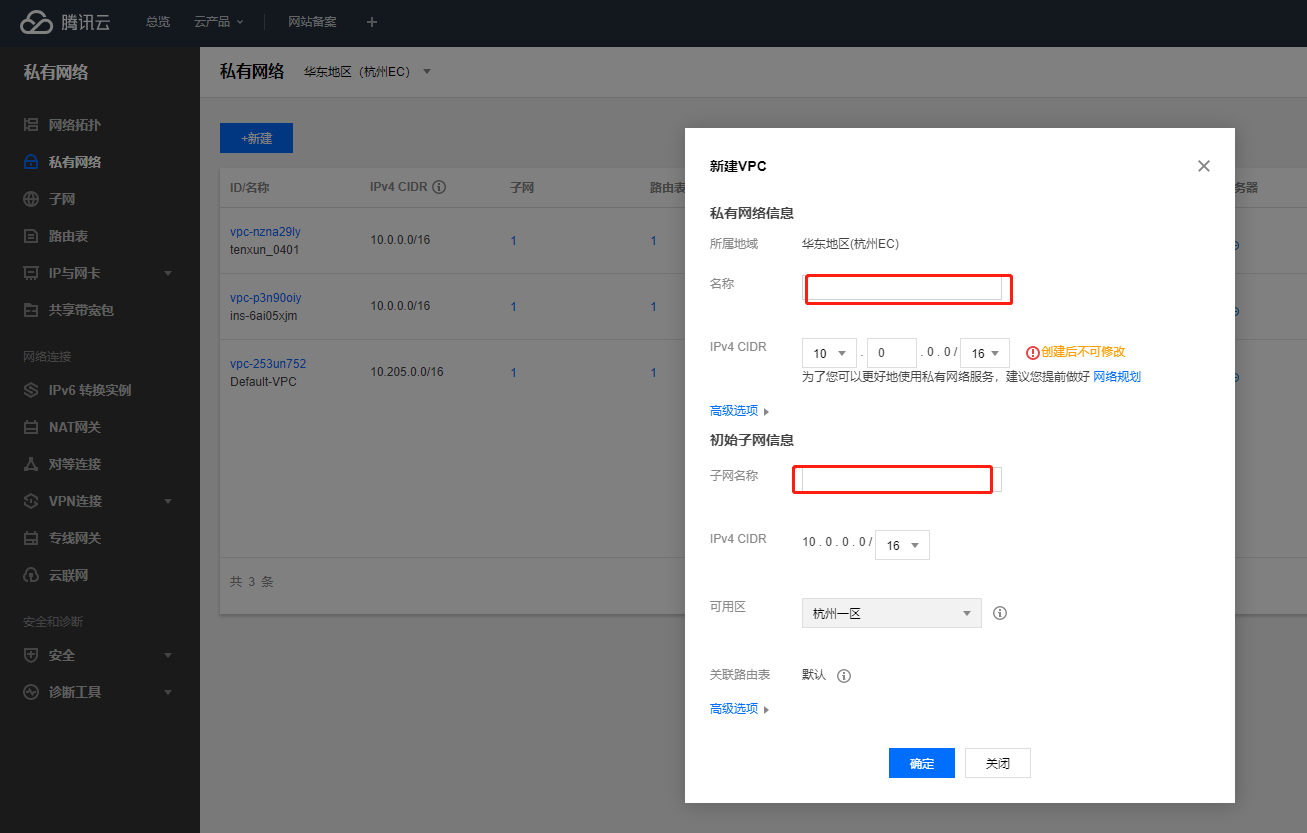 腾讯云
总览
云产品
网站备案
私有网络
网络拓扑
私有网络
子网
路由表
IP与网卡
共享带宽包
网络连接
IPv6 转换实例
NAT网关
对等连接
VPN连接
专线网关
云联网
安全和诊断
安全
诊断工具
私有网络 华东地区（杭州EC）
+新建
ID/名称 IPv4 CIDR 子网 路由表 务器
vpc-nzna29ly
tenxun_0401
10.0.0.0/16 1 1
vpc-p3n90oiy
ins-6ai05xjm
10.0.0.0/16 1 1
vpc-253un752
Default-VPC
10.205.0.0/16 1 1
共 3 条
新建VPC
私有网络信息
所属地域 华东地区(杭州EC)
名称
IPv4 CIDR 10 . 0 . 0 . 0 / 16 创建后不可修改
为了您可以更好地使用私有网络服务，建议您提前做好 网络规划
高级选项
初始子网信息
子网名称
IPv4 CIDR 10 . 0 . 0 . 0 / 16
可用区 杭州一区
关联路由表 默认
高级选项
确定 关闭